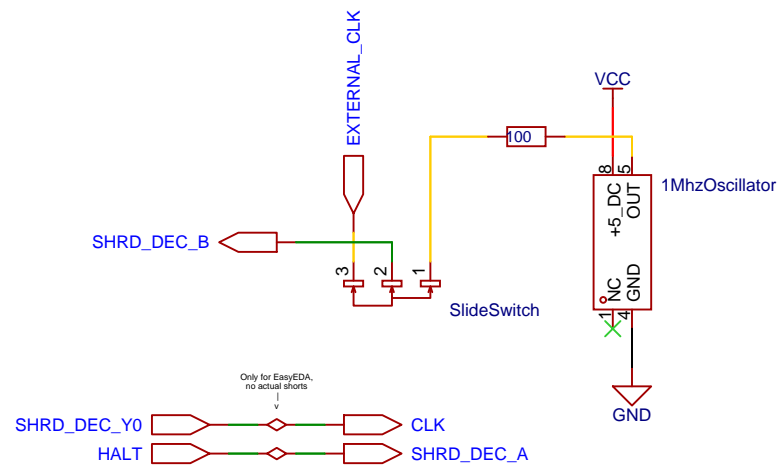 EXTERNAL_CLK
VCC
100
8
5
1MhzOscillator
+5_DC
OUT
SHRD_DEC_B
3
2
1
NC
GND
SlideSwitch
1
4
Only for EasyEDA,
no actual shorts
|
v
GND
SHRD_DEC_Y0
CLK
HALT
SHRD_DEC_A